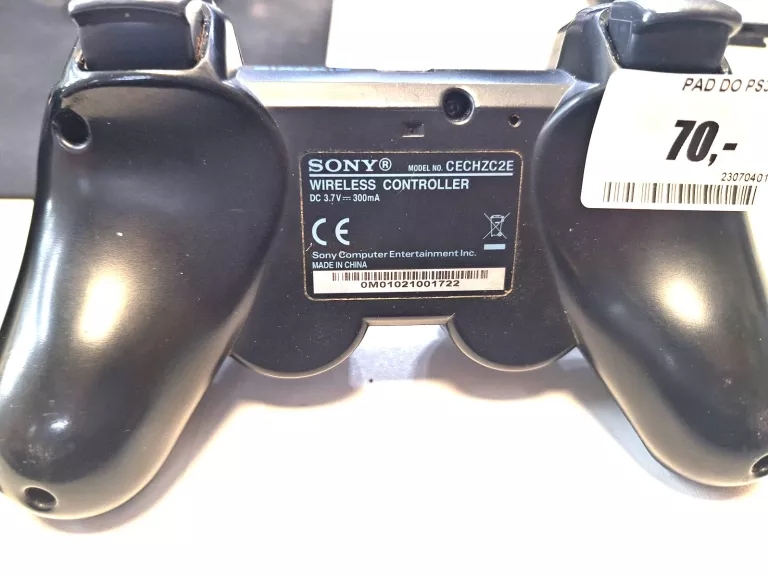 PAD DO PS3
70,-
23070401
SONY® MODEL NO. CECHZC2E
WIRELESS CONTROLLER
DC 3.7V⎓300mA
CE
Sony Computer Entertainment Inc.
MADE IN CHINA
0M01021001722